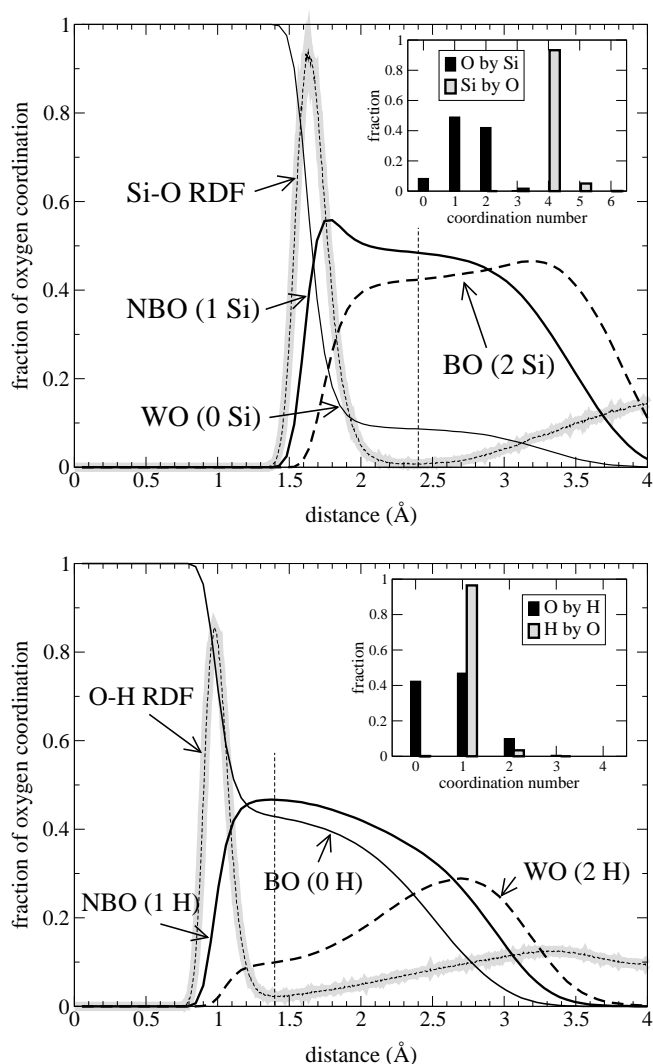 1
0.8
0.6
0.4
0.2
0
fraction of oxygen coordination
0 0.5 1 1.5 2 2.5 3 3.5 4
distance (Å)
Si-O RDF
NBO (1 Si)
WO (0 Si)
BO (2 Si)
1
0.8
0.6
0.4
0.2
0
fraction
0 1 2 3 4 5 6
coordination number
O by Si
Si by O
1
0.8
0.6
0.4
0.2
0
fraction of oxygen coordination
0 0.5 1 1.5 2 2.5 3 3.5 4
distance (Å)
O-H RDF
NBO (1 H)
BO (0 H)
WO (2 H)
1
0.8
0.6
0.4
0.2
0
fraction
0 1 2 3 4
coordination number
O by H
H by O